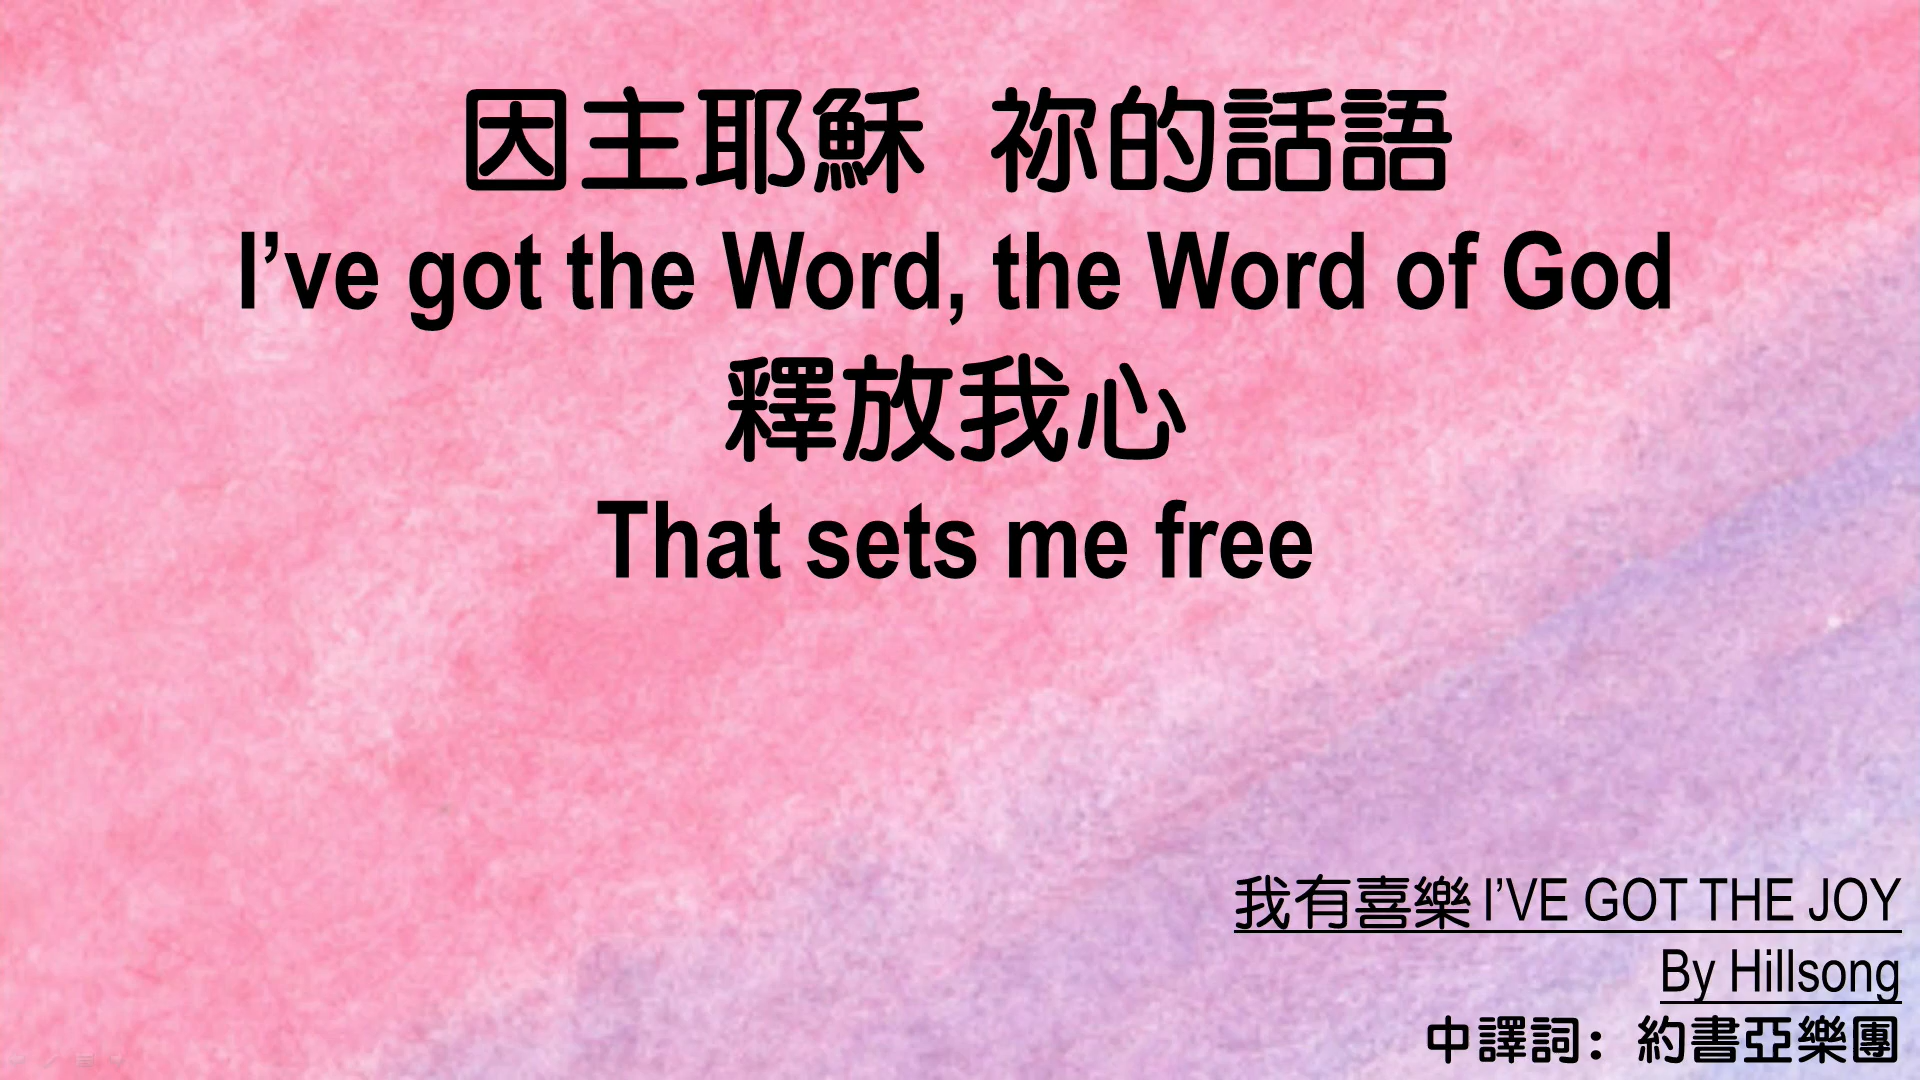 因主耶穌 祢的話語
I’ve got the Word, the Word of God
釋放我心
That sets me free
我有喜樂 I’VE GOT THE JOY
By Hillsong
中譯詞：約書亞樂團